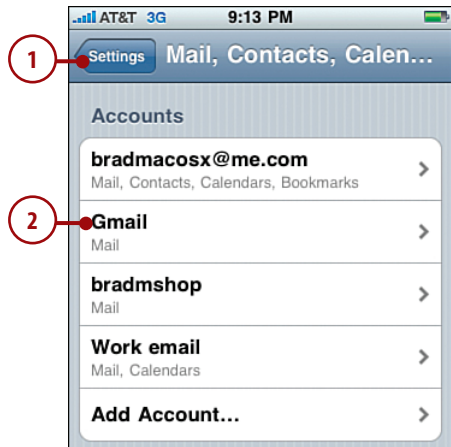 AT&T 3G 9:13 PM
1
Settings Mail, Contacts, Calen...
Accounts
bradmacosx@me.com
Mail, Contacts, Calendars, Bookmarks
2
Gmail
Mail
bradmshop
Mail
Work email
Mail, Calendars
Add Account...